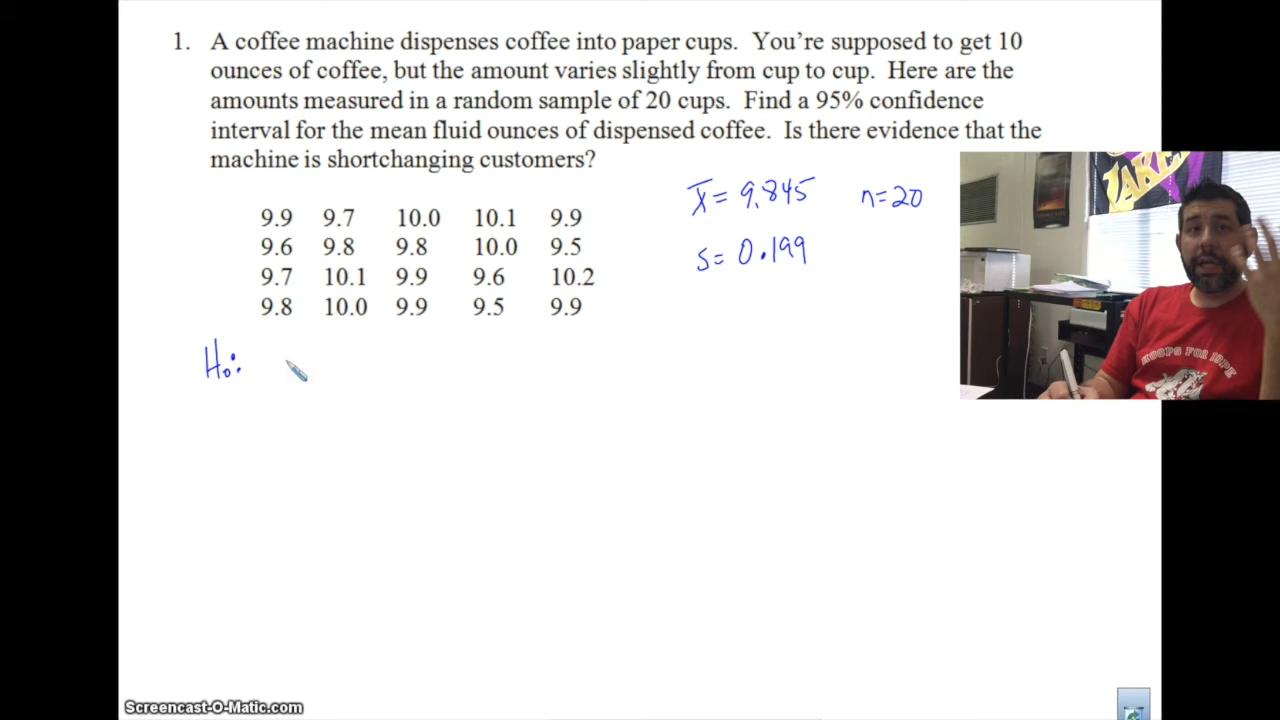 1. A coffee machine dispenses coffee into paper cups. You’re supposed to get 10
ounces of coffee, but the amount varies slightly from cup to cup. Here are the
amounts measured in a random sample of 20 cups. Find a 95% confidence
interval for the mean fluid ounces of dispensed coffee. Is there evidence that the
machine is shortchanging customers?
x̄ = 9.845 n=20
s= 0.199
9.9 9.7 10.0 10.1 9.9
9.6 9.8 9.8 10.0 9.5
9.7 10.1 9.9 9.6 10.2
9.8 10.0 9.9 9.5 9.9
H₀:
HOOPS FOR HOPE
Screencast-O-Matic.com